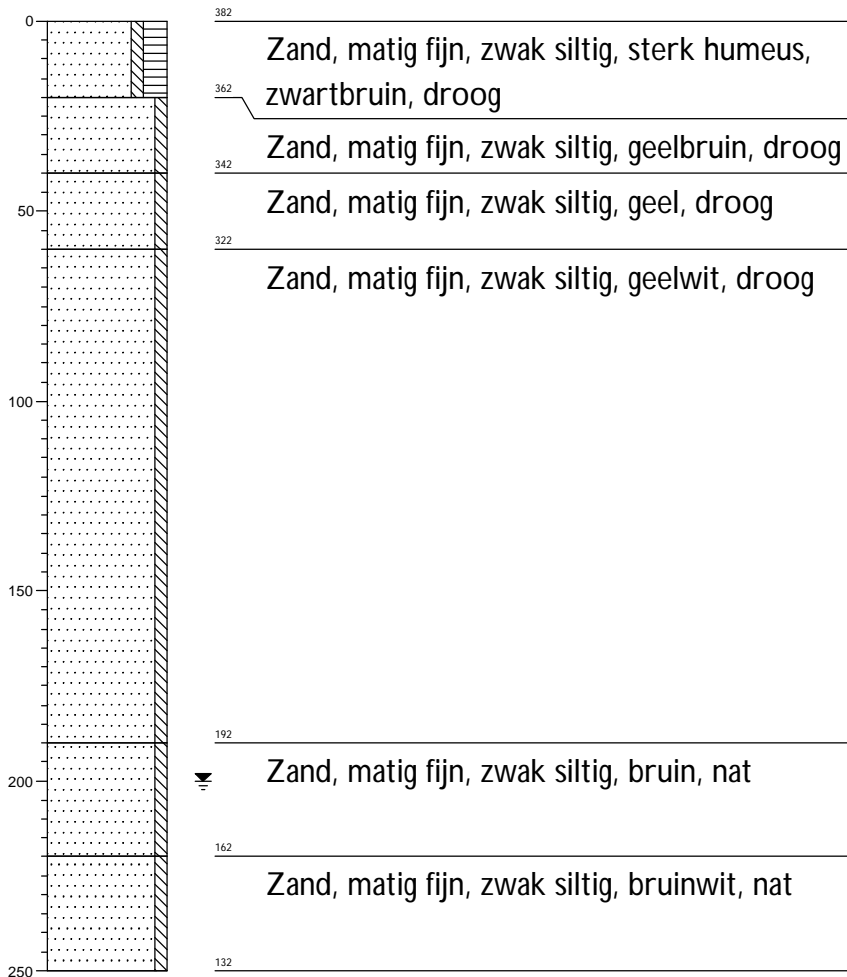 0
382
Zand, matig fijn, zwak siltig, sterk humeus,
zwartbruin, droog
362
Zand, matig fijn, zwak siltig, geelbruin, droog
342
Zand, matig fijn, zwak siltig, geel, droog
50
322
Zand, matig fijn, zwak siltig, geelwit, droog
100
150
192
Zand, matig fijn, zwak siltig, bruin, nat
200
162
Zand, matig fijn, zwak siltig, bruinwit, nat
132
250